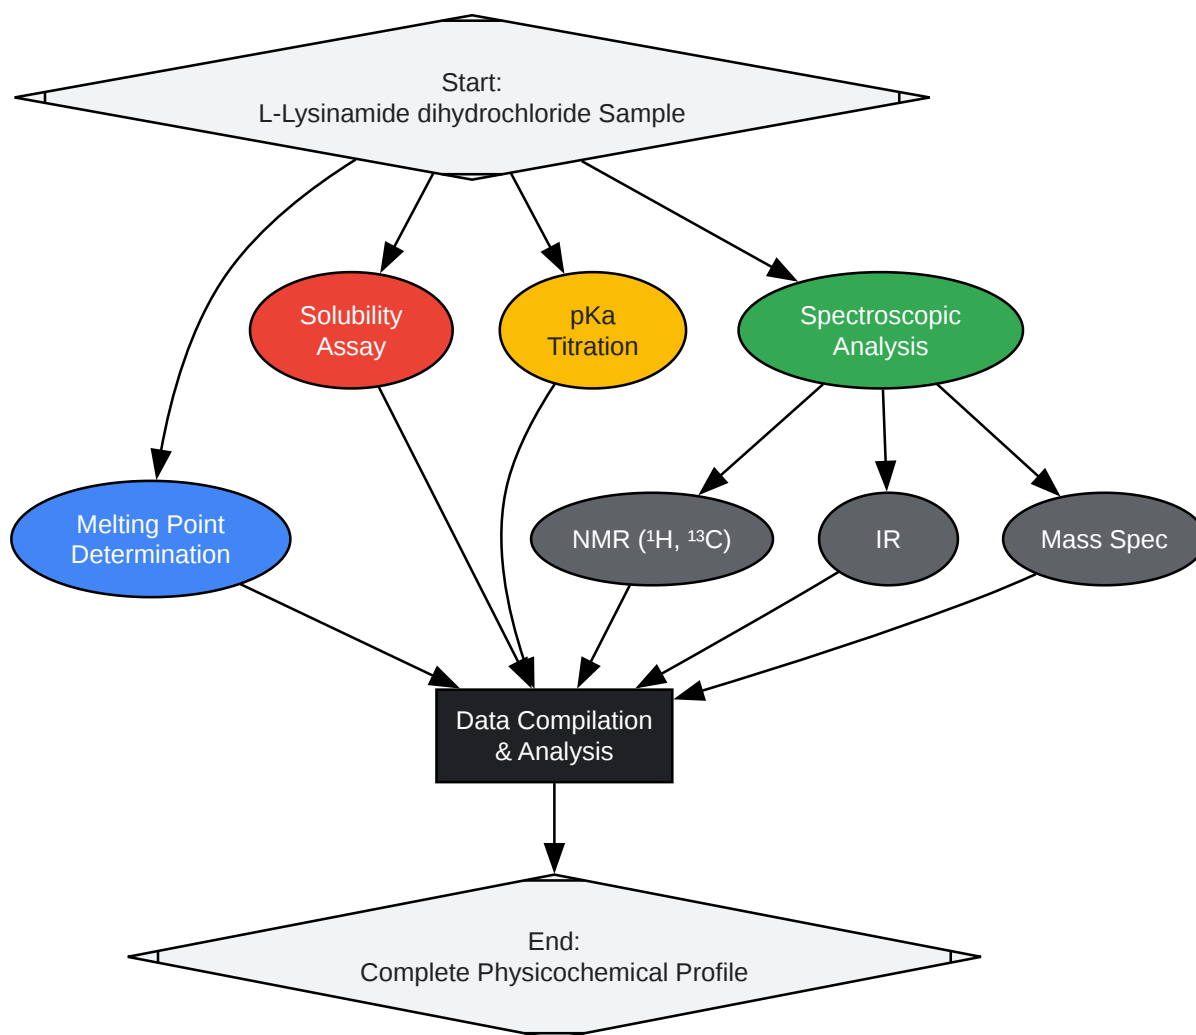 Start:
L-Lysinamide dihydrochloride Sample
Solubility
Assay
pKa
Titration
Spectroscopic
Analysis
Melting Point
Determination
NMR (¹H, ¹³C)
IR
Mass Spec
Data Compilation
& Analysis
End:
Complete Physicochemical Profile